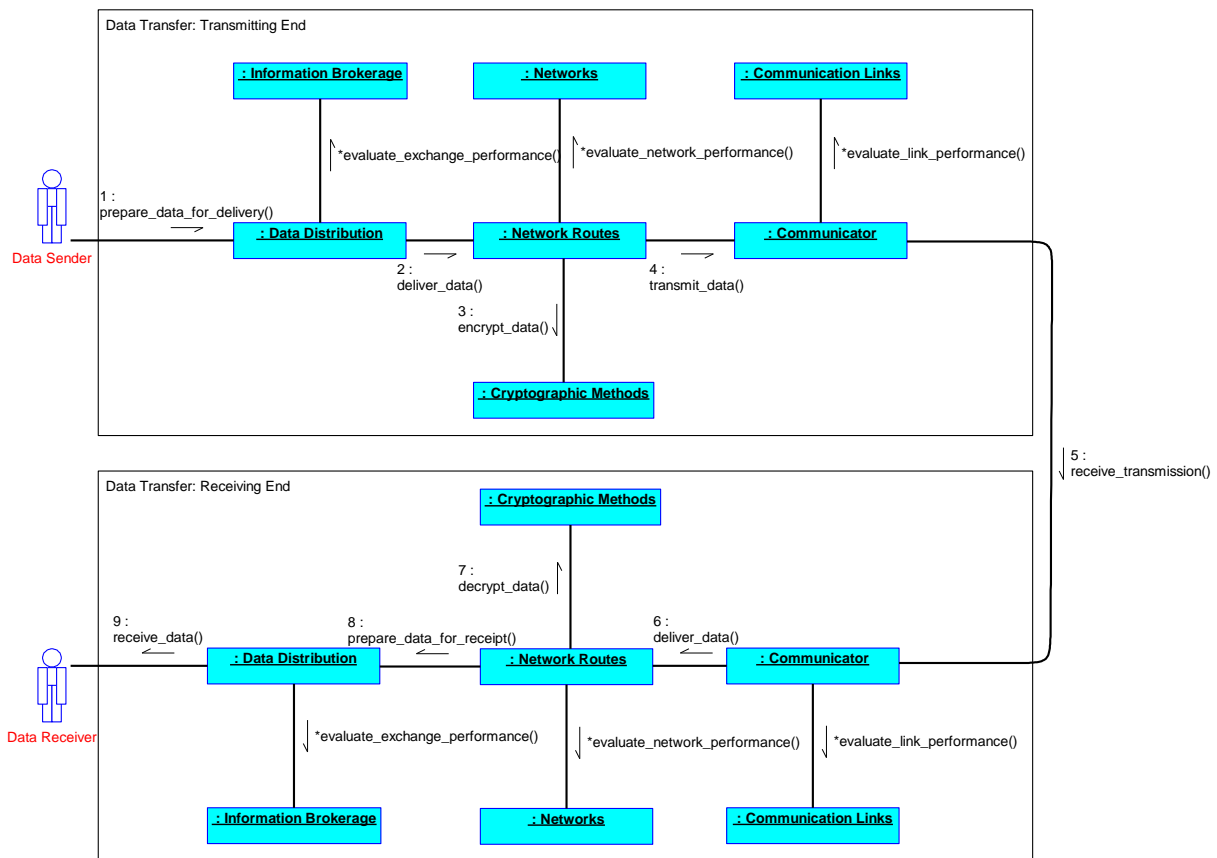 Data Transfer: Transmitting End
: Information Brokerage
: Networks
: Communication Links
*evaluate_exchange_performance()
*evaluate_network_performance()
*evaluate_link_performance()
1 :
prepare_data_for_delivery()
: Data Distribution
: Network Routes
: Communicator
Data Sender
2 :
deliver_data()
4 :
transmit_data()
3 :
encrypt_data()
: Cryptographic Methods
5 :
receive_transmission()
Data Transfer: Receiving End
: Cryptographic Methods
7 :
decrypt_data()
9 :
receive_data()
8 :
prepare_data_for_receipt()
6 :
deliver_data()
: Data Distribution
: Network Routes
: Communicator
Data Receiver
*evaluate_exchange_performance()
*evaluate_network_performance()
*evaluate_link_performance()
: Information Brokerage
: Networks
: Communication Links